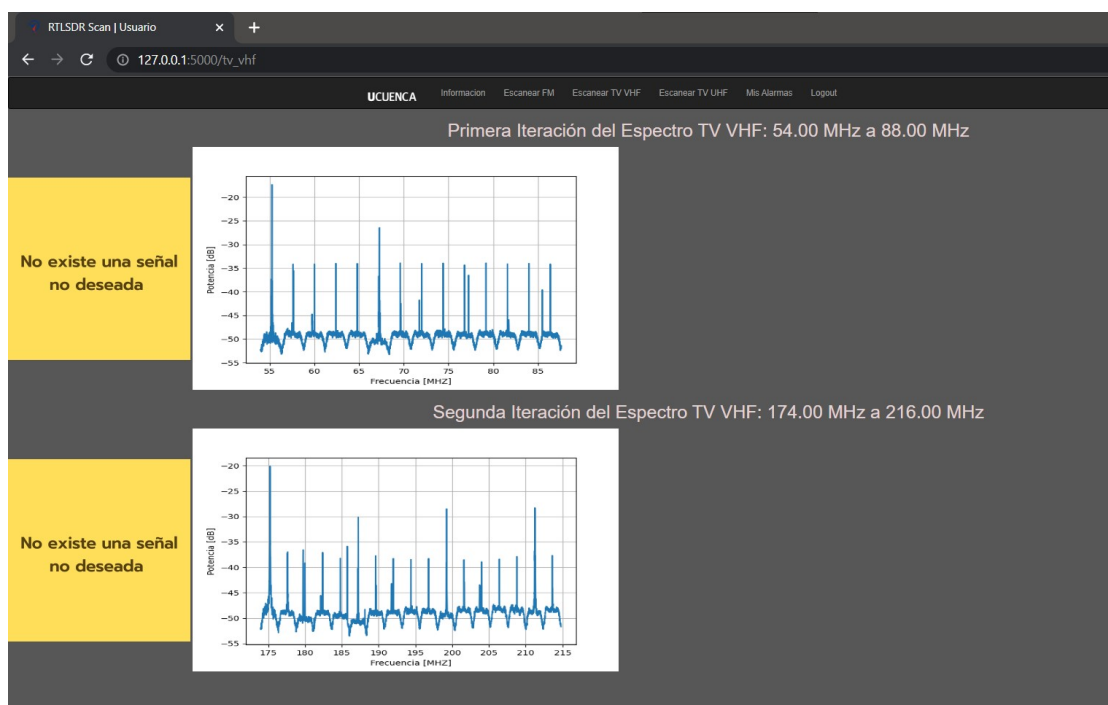 RTLSDR Scan | Usuario
127.0.0.1:5000/tv_vhf
UCUENCA Informacion Escanear FM Escanear TV VHF Escanear TV UHF Mis Alarmas Logout
Primera Iteración del Espectro TV VHF: 54.00 MHz a 88.00 MHz
No existe una señal
no deseada
Potencia [dB]
−20
−25
−30
−35
−40
−45
−50
−55
55 60 65 70 75 80 85
Frecuencia [MHZ]
Segunda Iteración del Espectro TV VHF: 174.00 MHz a 216.00 MHz
No existe una señal
no deseada
Potencia [dB]
−20
−25
−30
−35
−40
−45
−50
−55
175 180 185 190 195 200 205 210 215
Frecuencia [MHZ]